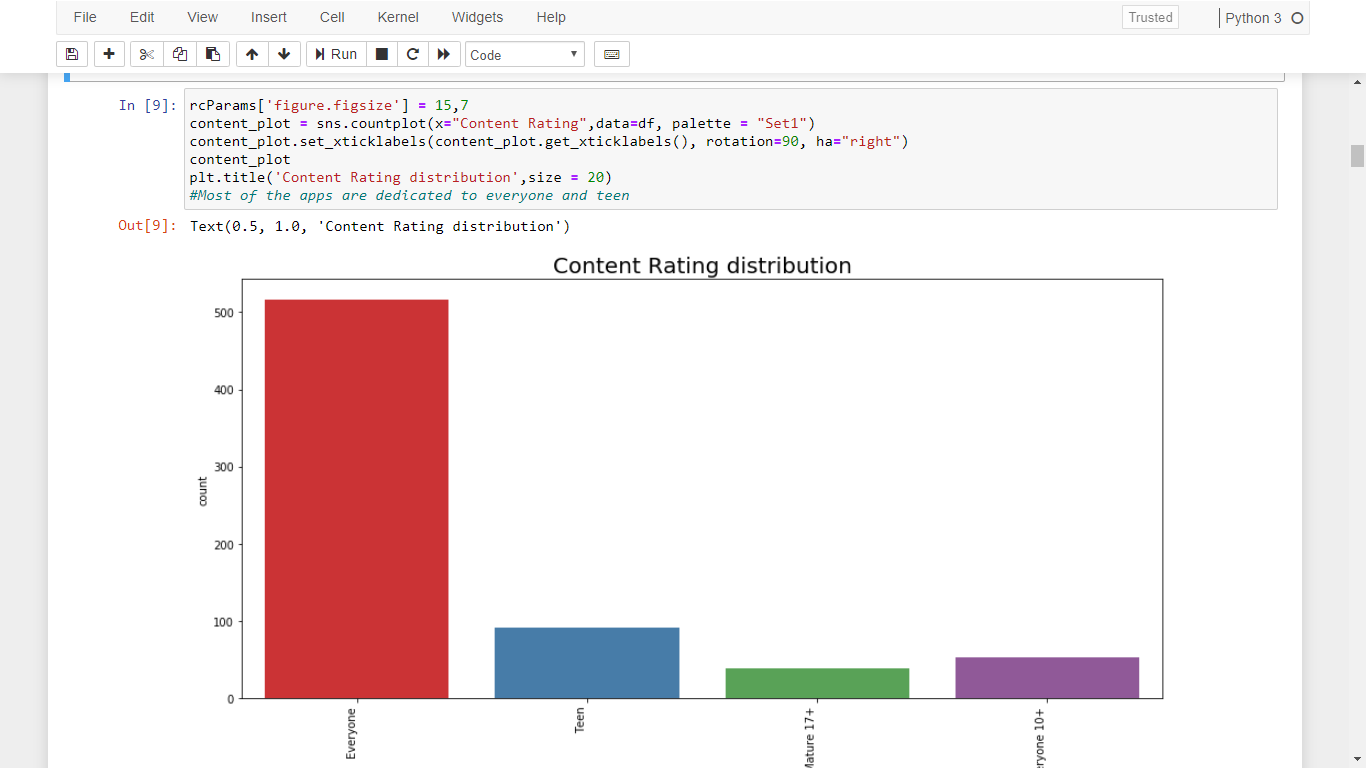 File Edit View Insert Cell Kernel Widgets Help Trusted Python 3
Run Code
In [9]: rcParams['figure.figsize'] = 15,7
content_plot = sns.countplot(x="Content Rating",data=df, palette = "Set1")
content_plot.set_xticklabels(content_plot.get_xticklabels(), rotation=90, ha="right")
content_plot
plt.title('Content Rating distribution',size = 20)
#Most of the apps are dedicated to everyone and teen
Out[9]: Text(0.5, 1.0, 'Content Rating distribution')
Content Rating distribution
500
400
300
count
200
100
0
Everyone
Teen
Mature 17+
ryone 10+